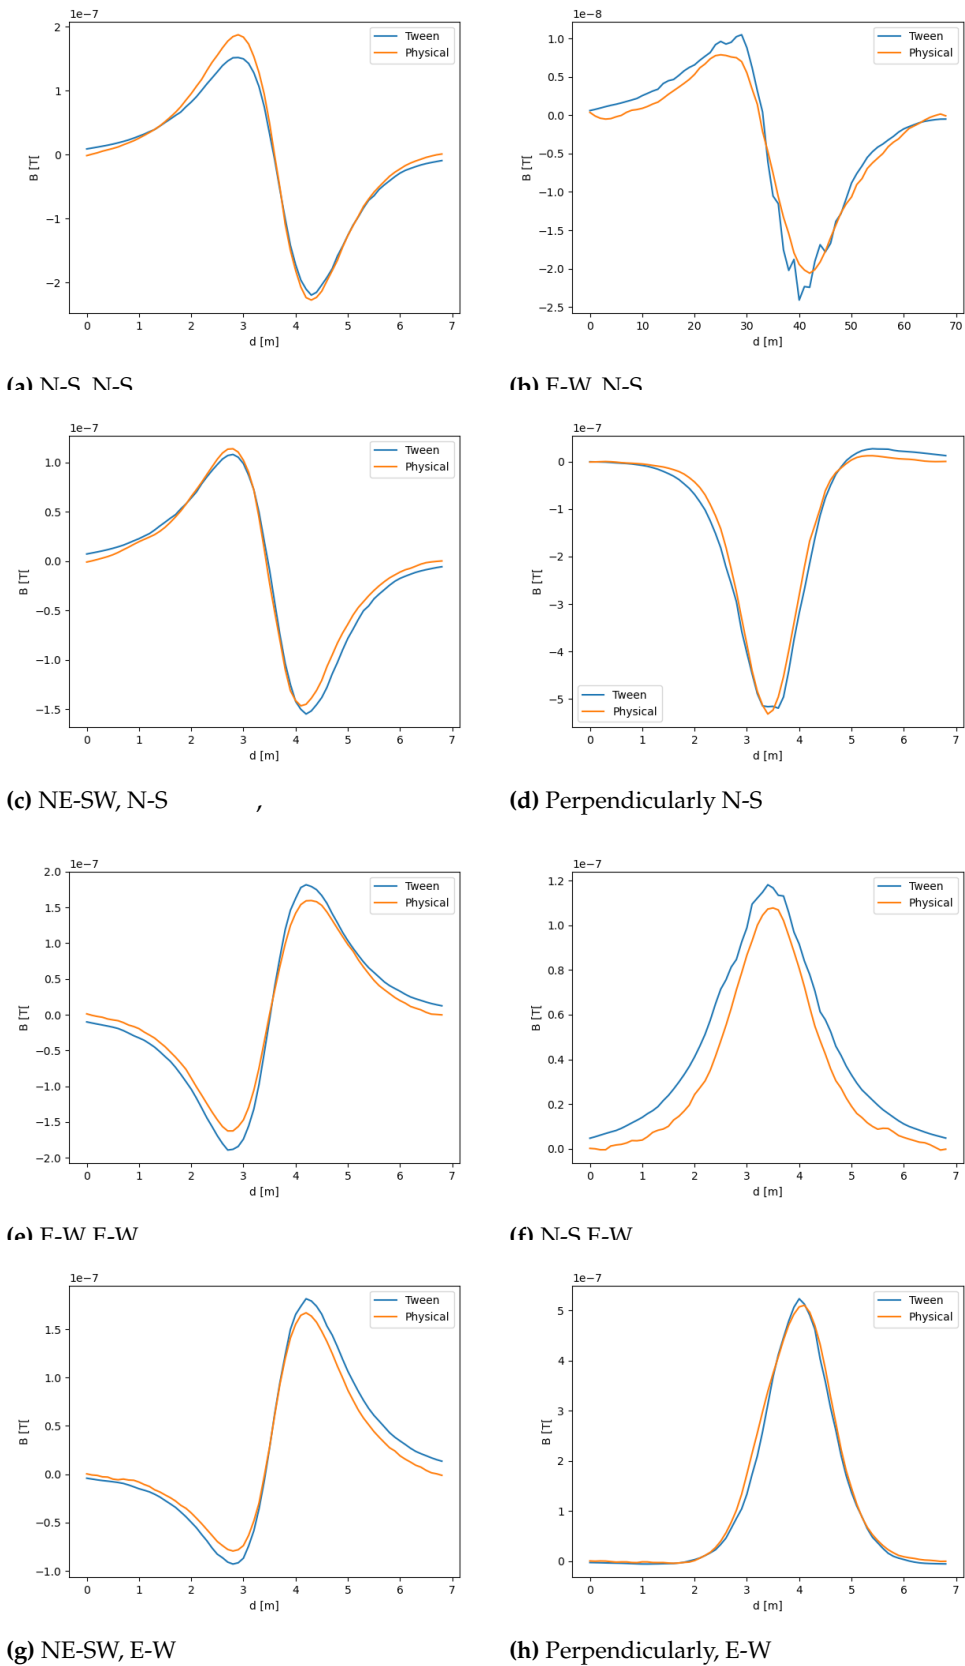 1e−7
Tween
Physical
2
1
0
−1
−2
B [T[
0 1 2 3 4 5 6 7
d [m]
(a) N-S, N-S
1e−8
Tween
Physical
1.0
0.5
0.0
−0.5
−1.0
−1.5
−2.0
−2.5
B [T[
0 10 20 30 40 50 60 70
d [m]
(b) E-W, N-S
1e−7
Tween
Physical
1.0
0.5
0.0
−0.5
−1.0
−1.5
B [T[
0 1 2 3 4 5 6 7
d [m]
(c) NE-SW, N-S ,
1e−7
0
−1
−2
−3
−4
−5
B [T[
Tween
Physical
0 1 2 3 4 5 6 7
d [m]
(d) Perpendicularly N-S
1e−7
Tween
Physical
2.0
1.5
1.0
0.5
0.0
−0.5
−1.0
−1.5
−2.0
B [T[
0 1 2 3 4 5 6 7
d [m]
(e) E-W E-W
1e−7
Tween
Physical
1.2
1.0
0.8
0.6
0.4
0.2
0.0
B [T[
0 1 2 3 4 5 6 7
d [m]
(f) N-S E-W
1e−7
Tween
Physical
1.5
1.0
0.5
0.0
−0.5
−1.0
B [T[
0 1 2 3 4 5 6 7
d [m]
(g) NE-SW, E-W
1e−7
Tween
Physical
5
4
3
2
1
0
B [T[
0 1 2 3 4 5 6 7
d [m]
(h) Perpendicularly, E-W